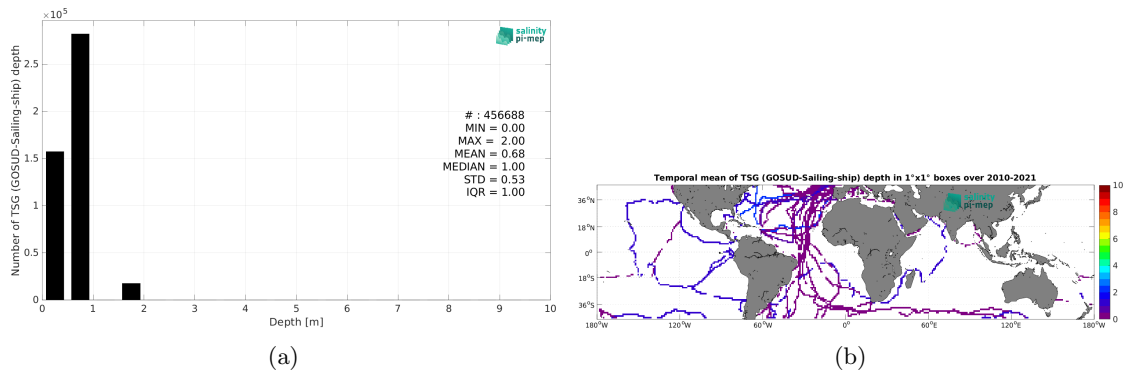 ×10⁵
salinity
pi-mep
2.5
2
1.5
1
0.5
0
Number of TSG (GOSUD-Sailing-ship) depth
# : 456688
MIN = 0.00
MAX = 2.00
MEAN = 0.68
MEDIAN = 1.00
STD = 0.53
IQR = 1.00
0 1 2 3 4 5 6 7 8 9 10
Depth [m]
(a)
Temporal mean of TSG (GOSUD-Sailing-ship) depth in 1°x1° boxes over 2010-2021
salinity
pi-mep
36°N
18°N
0°
18°S
36°S
180°W 120°W 60°W 0° 60°E 120°E 180°W
10
8
6
4
2
0
(b)